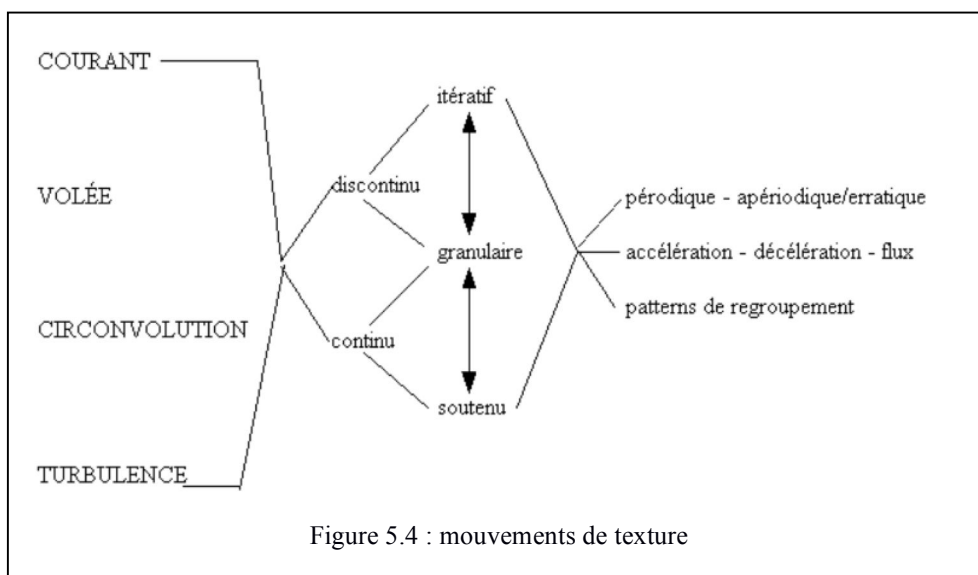 COURANT
itératif
discontinu
VOLÉE
pérodique - apériodique/erratique
granulaire
accélération - décélération - flux
patterns de regroupement
CIRCONVOLUTION
continu
soutenu
TURBULENCE
Figure 5.4 : mouvements de texture